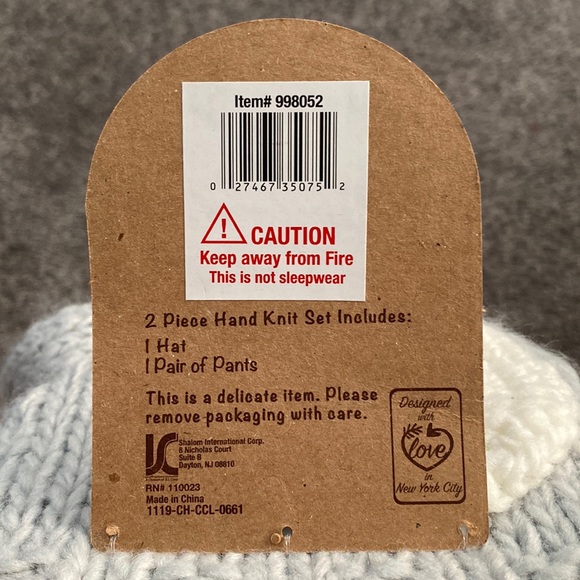 Item# 998052
0 27467 35075 2
! CAUTION
Keep away from Fire
This is not sleepwear
2 Piece Hand Knit Set Includes:
1 Hat
1 Pair of Pants
This is a delicate item. Please
remove packaging with care.
Shalom International Corp.
8 Nicholas Court
Suite B
Dayton, NJ 08810
RN# 110023
Made in China
1119-CH-CCL-0661
Designed
with
love
in
New York City